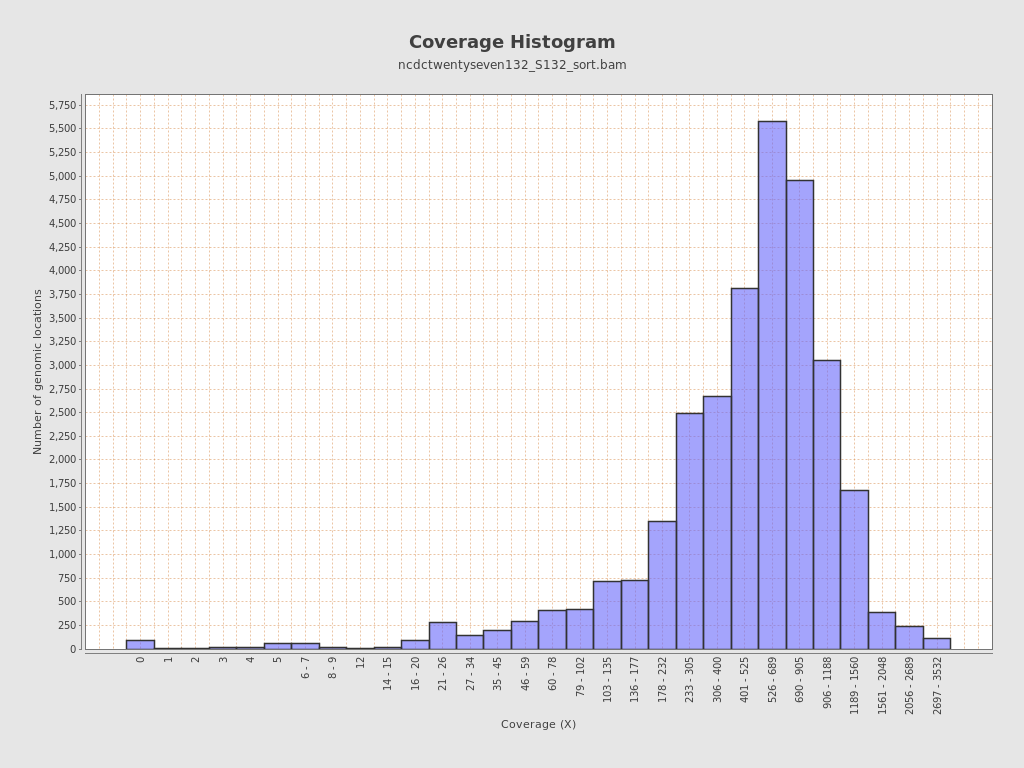 Coverage Histogram
ncdctwentyseven132_S132_sort.bam
Number of genomic locations
5,750
5,500
5,250
5,000
4,750
4,500
4,250
4,000
3,750
3,500
3,250
3,000
2,750
2,500
2,250
2,000
1,750
1,500
1,250
1,000
750
500
250
0
0
1
2
3
4
5
6 - 7
8 - 9
12
14 - 15
16 - 20
21 - 26
27 - 34
35 - 45
46 - 59
60 - 78
79 - 102
103 - 135
136 - 177
178 - 232
233 - 305
306 - 400
401 - 525
526 - 689
690 - 905
906 - 1188
1189 - 1560
1561 - 2048
2056 - 2689
2697 - 3532
Coverage (X)